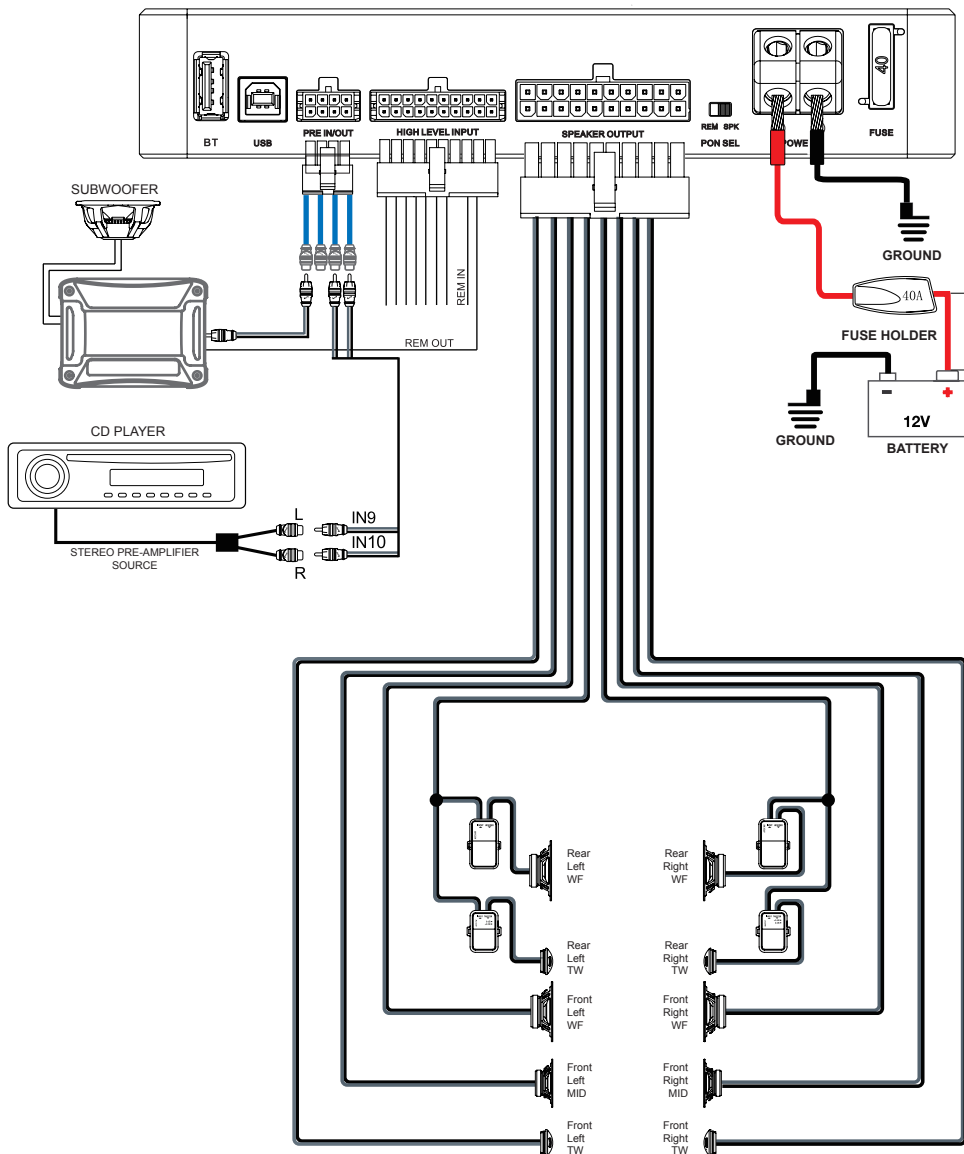 40
BT
USB
PRE IN/OUT
HIGH LEVEL INPUT
SPEAKER OUTPUT
REM SPK
PON SEL
POWE
FUSE
SUBWOOFER
REM IN
REM OUT
GROUND
40A
FUSE HOLDER
GROUND
- +
12V
BATTERY
CD PLAYER
L
IN9
IN10
R
STEREO PRE-AMPLIFIER
SOURCE
Rear
Left
WF
Rear
Right
WF
Rear
Left
TW
Rear
Right
TW
Front
Left
WF
Front
Right
WF
Front
Left
MID
Front
Right
MID
Front
Left
TW
Front
Right
TW